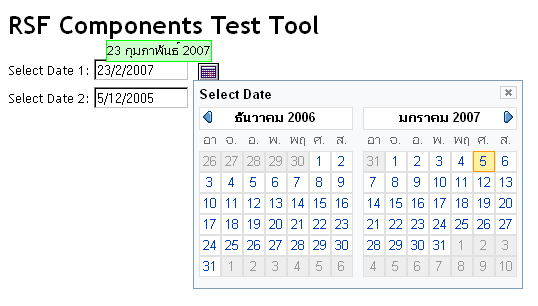 RSF Components Test Tool
23 กุมภาพันธ์ 2007
Select Date 1: 23/2/2007
Select Date 2: 5/12/2005
Select Date
ธันวาคม 2006 มกราคม 2007
อา จ. อ. พ. พฤ ศ. ส. อา จ. อ. พ. พฤ ศ. ส.
26 27 28 29 30 1 2 31 1 2 3 4 5 6
3 4 5 6 7 8 9 7 8 9 10 11 12 13
10 11 12 13 14 15 16 14 15 16 17 18 19 20
17 18 19 20 21 22 23 21 22 23 24 25 26 27
24 25 26 27 28 29 30 28 29 30 31 1 2 3
31 1 2 3 4 5 6 4 5 6 7 8 9 10